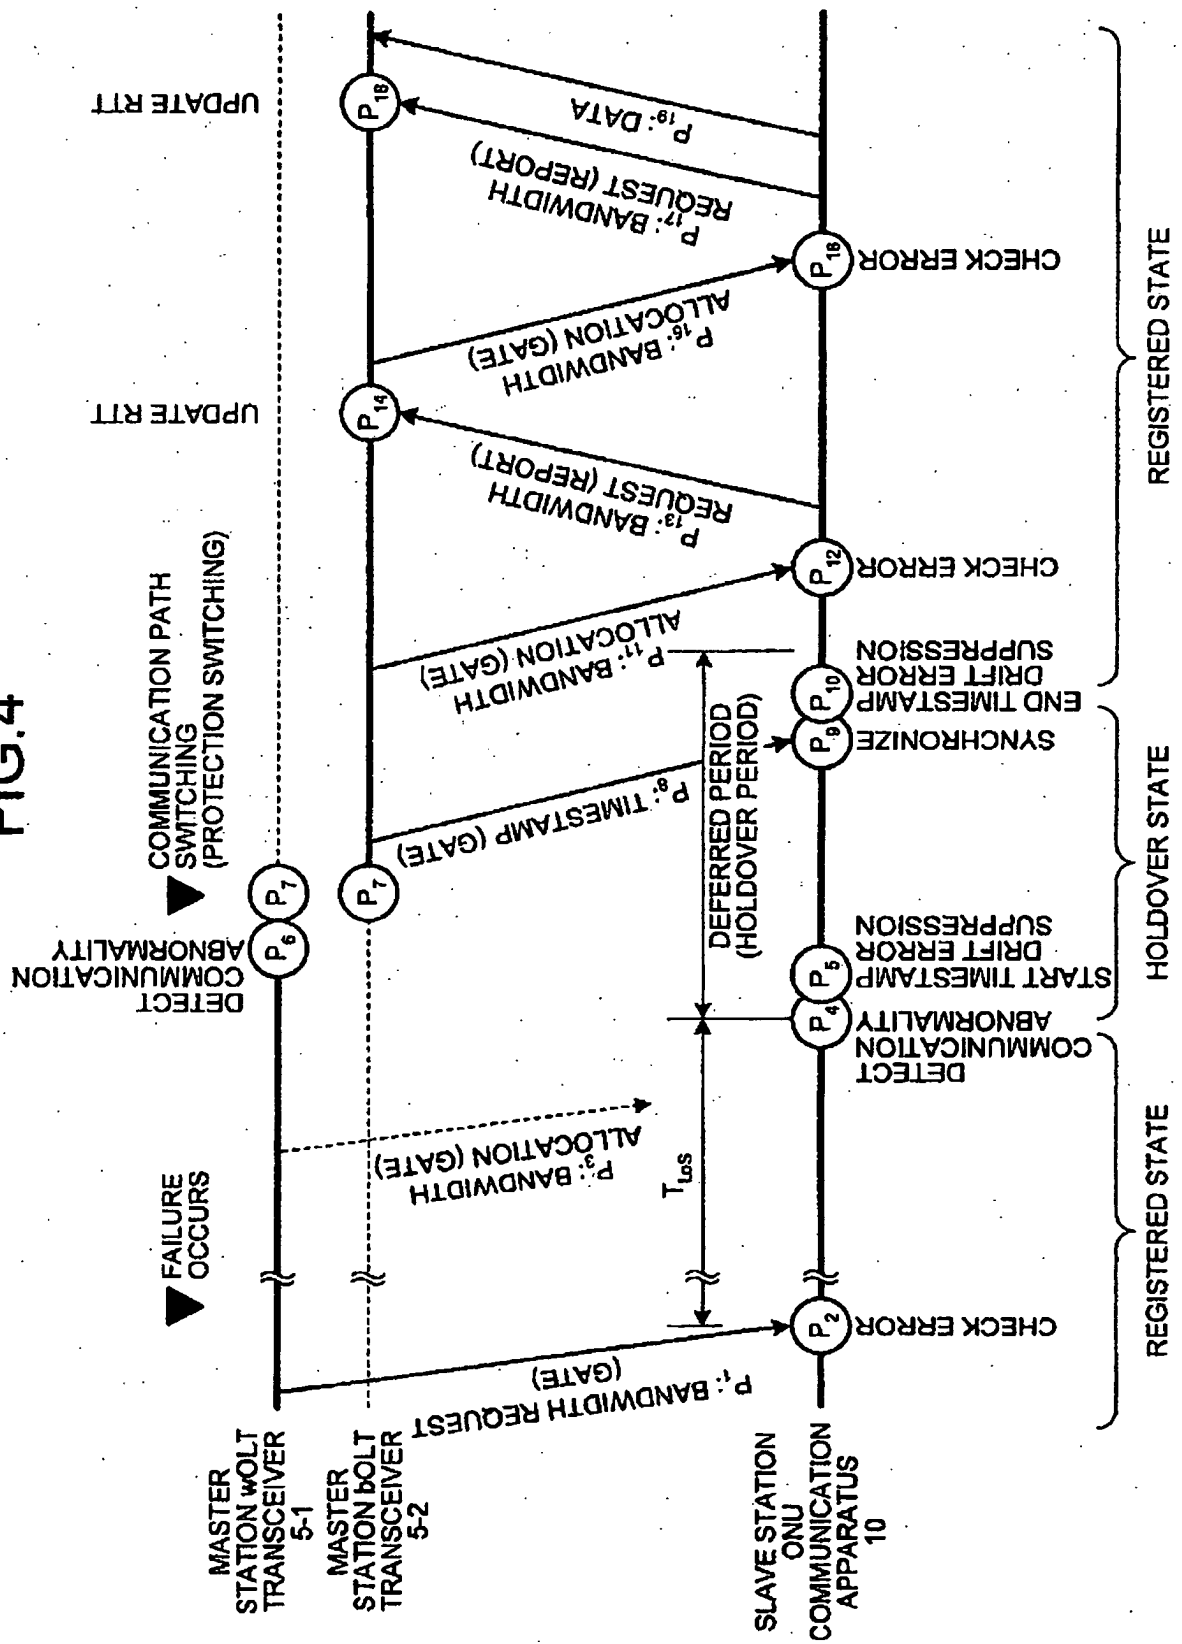 FIG.4
MASTER
STATION wOLT
TRANSCEIVER
5-1
MASTER
STATION bOLT
TRANSCEIVER
5-2
SLAVE STATION
ONU
COMMUNICATION
APPARATUS
10
FAILURE
OCCURS
COMMUNICATION PATH
SWITCHING
(PROTECTION SWITCHING)
DETECT
COMMUNICATION
ABNORMALITY
P6
P7
P7
UPDATE RTT
P14
UPDATE RTT
P18
P1: BANDWIDTH REQUEST
(GATE)
P3: BANDWIDTH
ALLOCATION (GATE)
P8: TIMESTAMP (GATE)
P11: BANDWIDTH
ALLOCATION (GATE)
P13: BANDWIDTH
REQUEST (REPORT)
P16: BANDWIDTH
ALLOCATION (GATE)
P17: BANDWIDTH
REQUEST (REPORT)
P19: DATA
TLOS
DEFERRED PERIOD
(HOLDOVER PERIOD)
P2
CHECK ERROR
P4
DETECT
COMMUNICATION
ABNORMALITY
P5
START TIMESTAMP
DRIFT ERROR
SUPPRESSION
P9
SYNCHRONIZE
P10
END TIMESTAMP
DRIFT ERROR
SUPPRESSION
P12
CHECK ERROR
P16
CHECK ERROR
REGISTERED STATE
HOLDOVER STATE
REGISTERED STATE